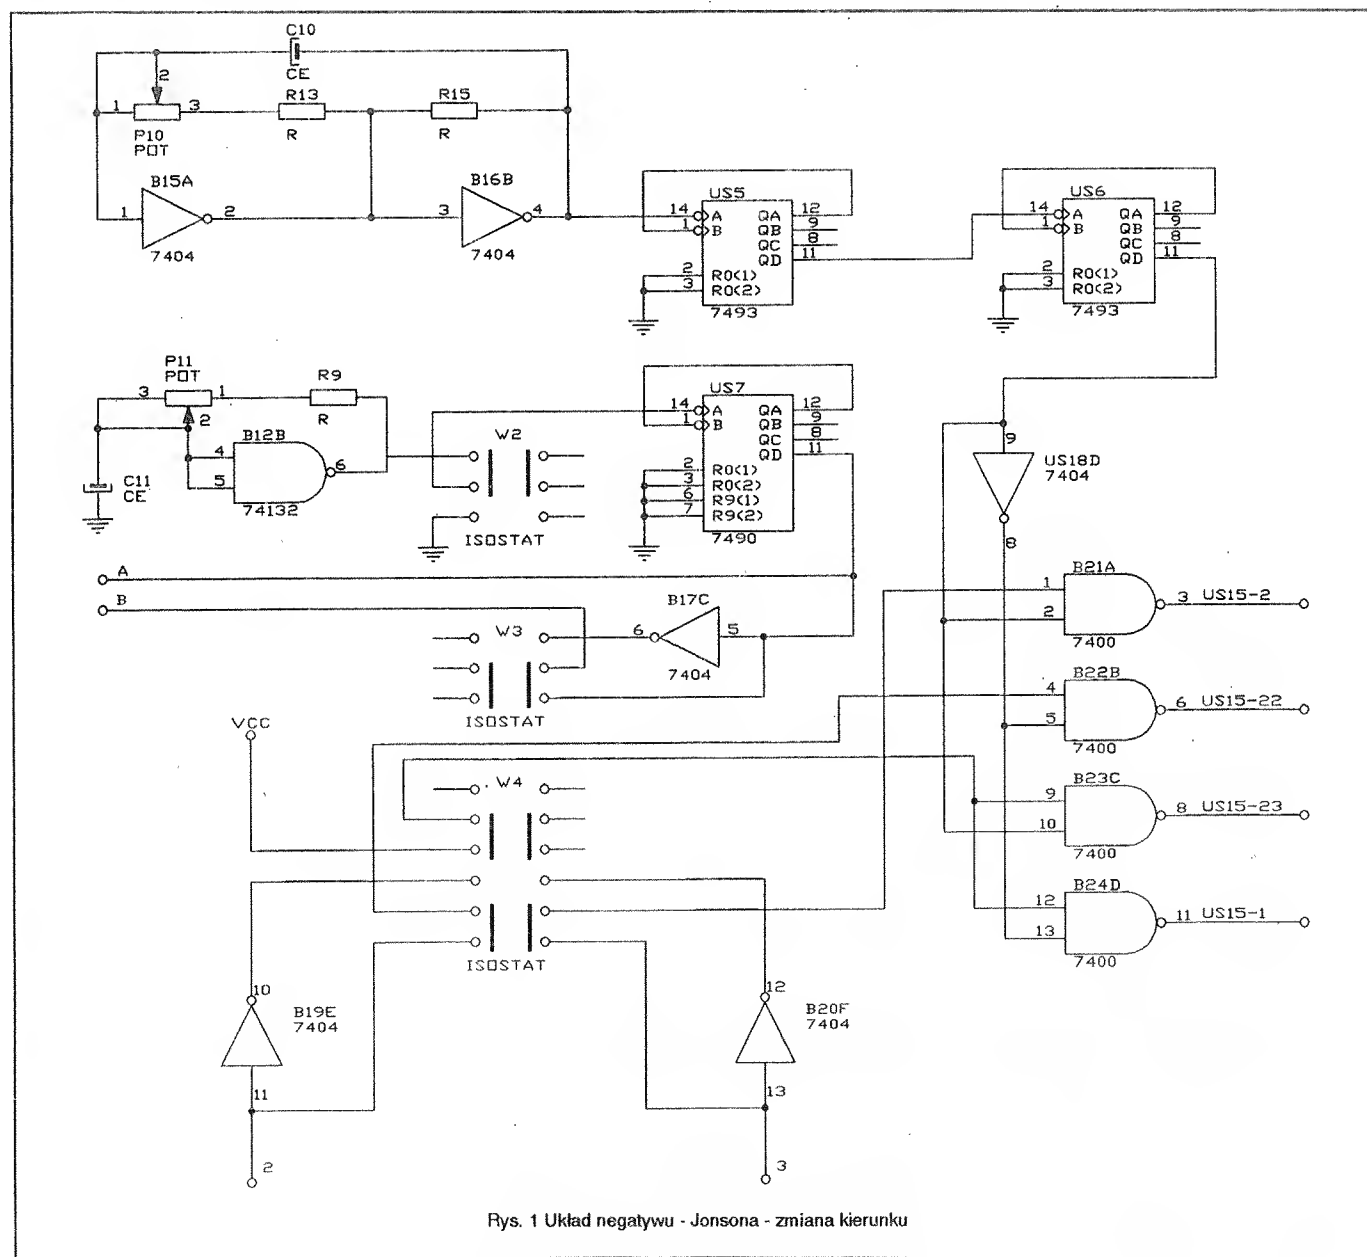 C10
CE
2
1
3
P10
POT
R13
R
R15
R
B15A
1
2
7404
B16B
3
4
7404
US5
14
A
1
B
QA
12
QB
9
QC
8
QD
11
2
R0(1)
3
R0(2)
7493
US6
14
A
1
B
QA
12
QB
9
QC
8
QD
11
2
R0(1)
3
R0(2)
7493
P11
POT
3
1
2
R9
R
B12B
4
5
6
74132
C11
CE
W2
ISOSTAT
US7
14
A
1
B
QA
12
QB
9
QC
8
QD
11
2
R0(1)
3
R0(2)
6
R9(1)
7
R9(2)
7490
9
US18D
7404
8
A
B
W3
ISOSTAT
B17C
6
5
7404
B21A
1
2
3
US15-2
7400
B22B
4
5
6
US15-22
7400
B23C
9
10
8
US15-23
7400
B24D
12
13
11
US15-1
7400
VCC
W4
ISOSTAT
10
B19E
7404
11
2
12
B20F
7404
13
3
Rys. 1 Układ negatywu - Jonsona - zmiana kierunku